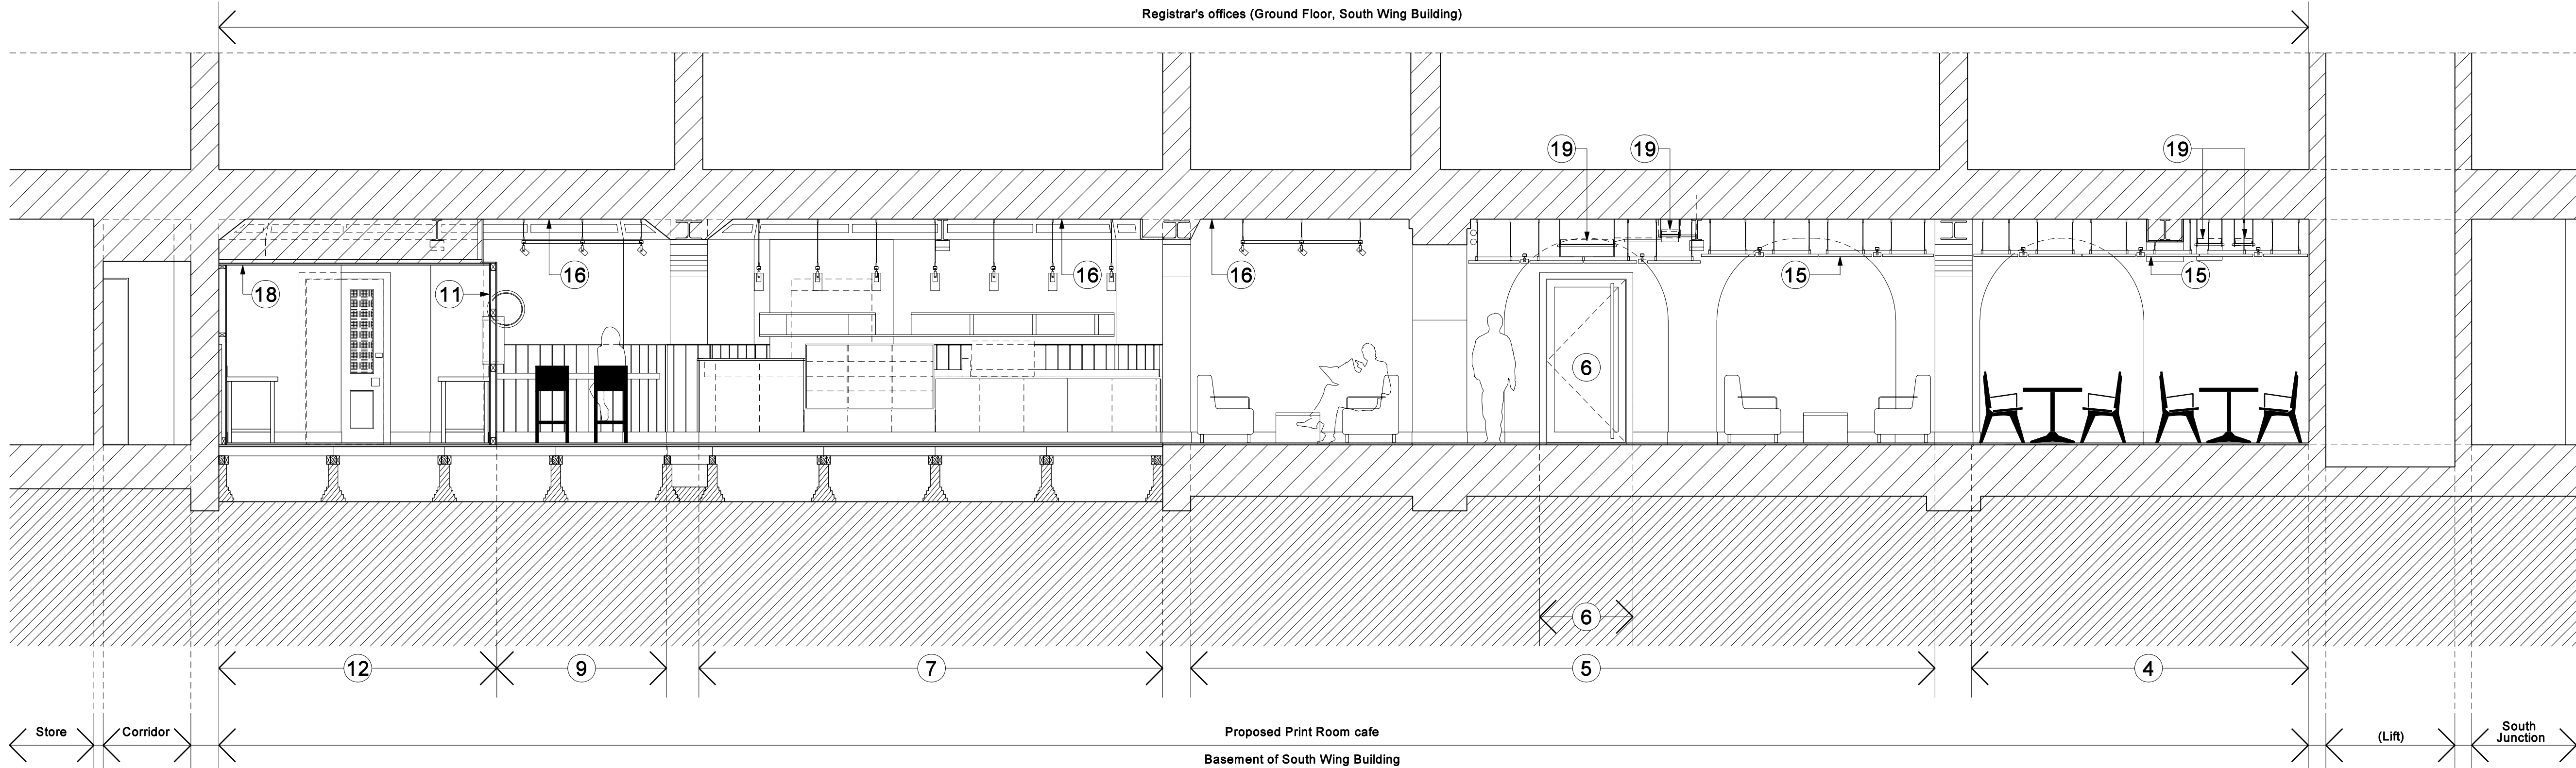 Registrar's offices (Ground Floor, South Wing Building)
19 19 19
16 16 16 15 15
18 11
6
6
12 9 7 5 4
Store Corridor Proposed Print Room cafe (Lift) South
Junction
Basement of South Wing Building